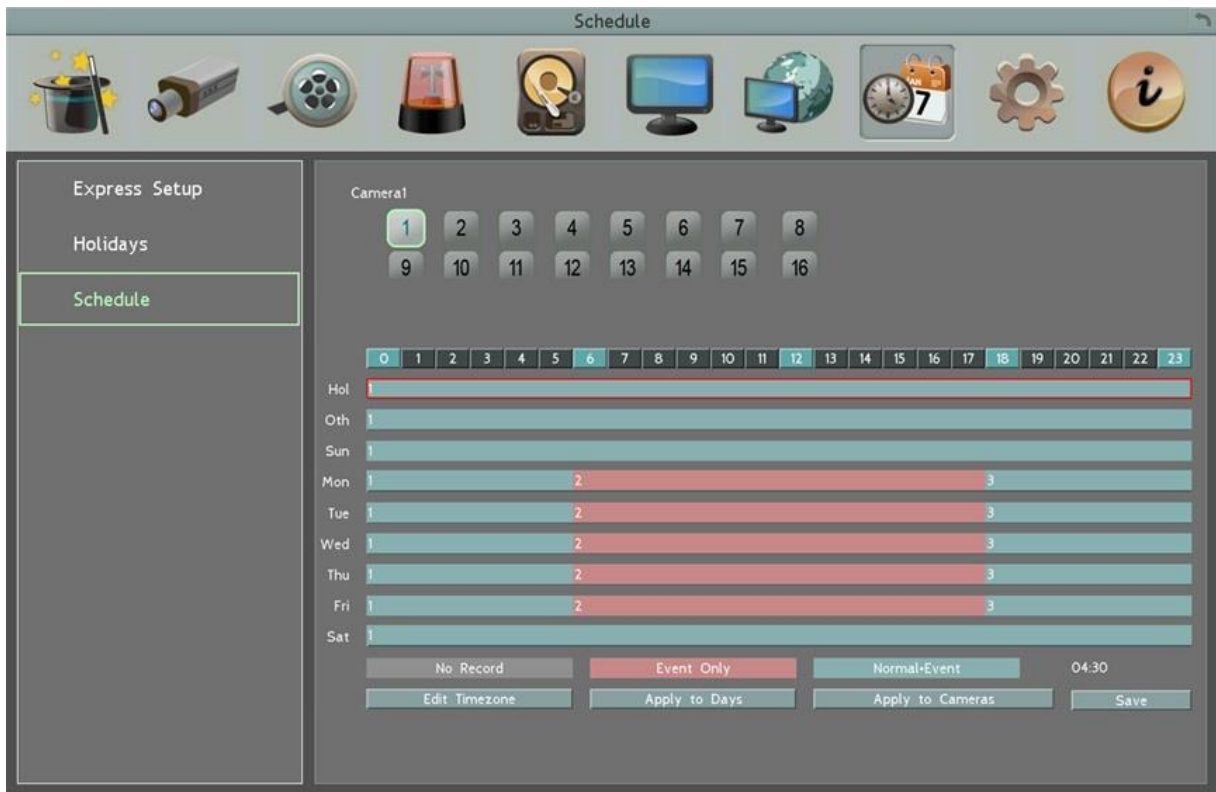 Schedule
JAN
7
i
Express Setup
Holidays
Schedule
Camera1
1 2 3 4 5 6 7 8
9 10 11 12 13 14 15 16
0 1 2 3 4 5 6 7 8 9 10 11 12 13 14 15 16 17 18 19 20 21 22 23
Hol 1
Oth 1
Sun 1
Mon 1 2 3
Tue 1 2 3
Wed 1 2 3
Thu 1 2 3
Fri 1 2 3
Sat 1
No Record Event Only Normal+Event 04:30
Edit Timezone Apply to Days Apply to Cameras Save